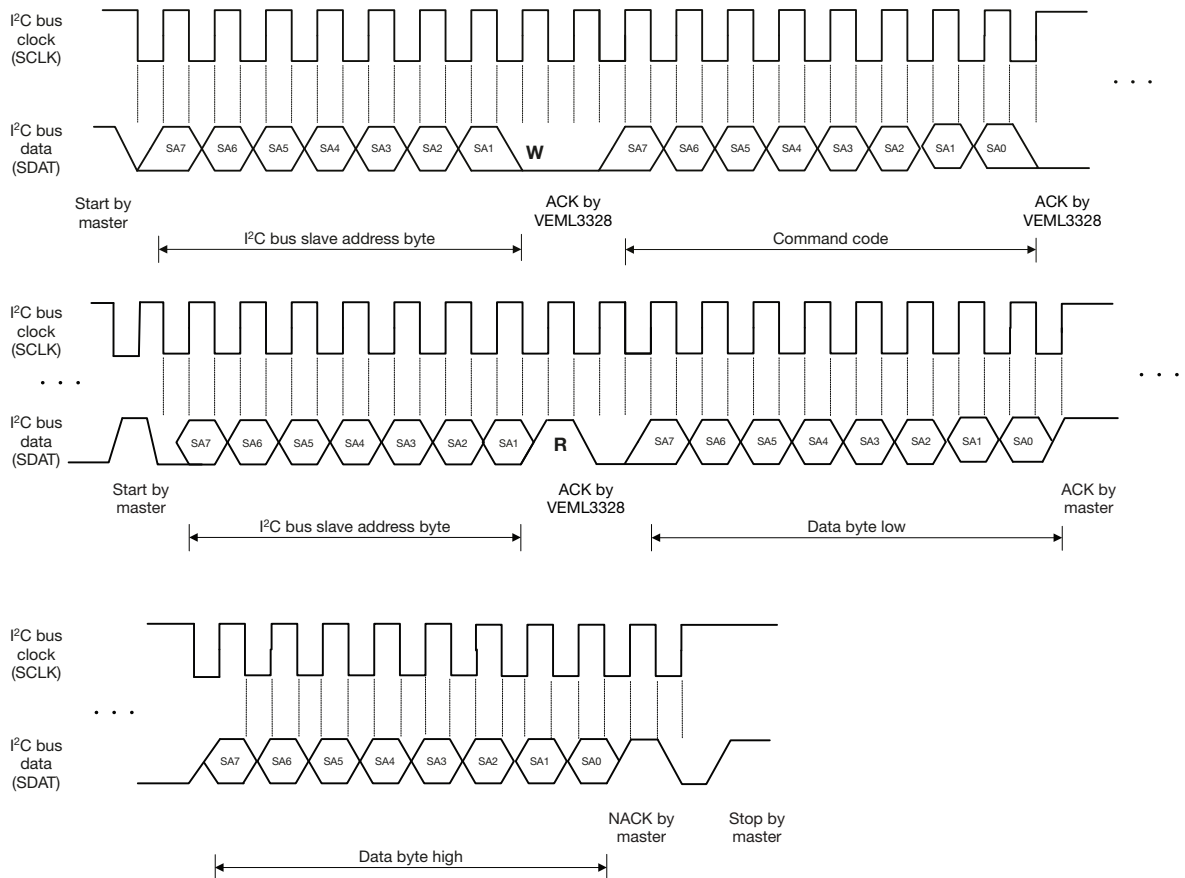 I²C bus
clock
(SCLK)
. . .
I²C bus
data
(SDAT)
SA7 SA6 SA5 SA4 SA3 SA2 SA1 W SA7 SA6 SA5 SA4 SA3 SA2 SA1 SA0
Start by
master
ACK by
VEML3328
ACK by
VEML3328
I²C bus slave address byte
Command code
I²C bus
clock
(SCLK)
. . .
. . .
I²C bus
data
(SDAT)
SA7 SA6 SA5 SA4 SA3 SA2 SA1 R SA7 SA6 SA5 SA4 SA3 SA2 SA1 SA0
Start by
master
ACK by
VEML3328
ACK by
master
I²C bus slave address byte
Data byte low
I²C bus
clock
(SCLK)
. . .
I²C bus
data
(SDAT)
SA7 SA6 SA5 SA4 SA3 SA2 SA1 SA0
NACK by
master
Stop by
master
Data byte high